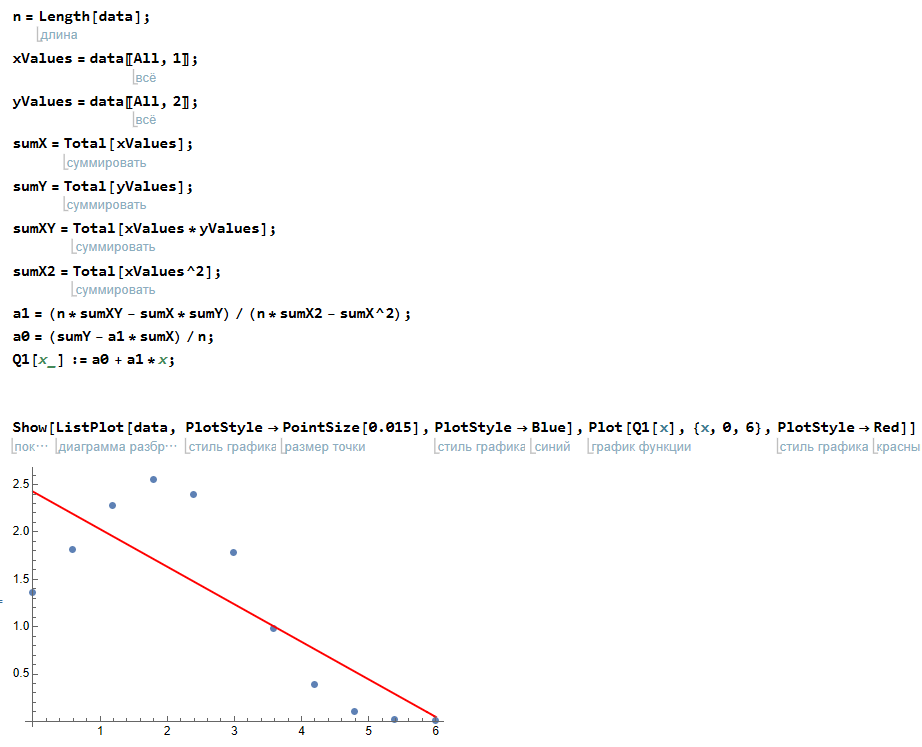 n = Length[data];
длина
xValues = data〚All, 1〛;
всё
yValues = data〚All, 2〛;
всё
sumX = Total[xValues];
суммировать
sumY = Total[yValues];
суммировать
sumXY = Total[xValues * yValues];
суммировать
sumX2 = Total[xValues^2];
суммировать
a1 = (n * sumXY - sumX * sumY) / (n * sumX2 - sumX^2);
a0 = (sumY - a1 * sumX) / n;
Q1[x_] := a0 + a1 * x;
Show[ListPlot[data, PlotStyle → PointSize[0.015], PlotStyle → Blue], Plot[Q1[x], {x, 0, 6}, PlotStyle → Red]]
пок⋯ диаграмма разбр⋯ стиль графика размер точки стиль графика синий график функции стиль графика красны
2.5
2.0
1.5
1.0
0.5
1 2 3 4 5 6